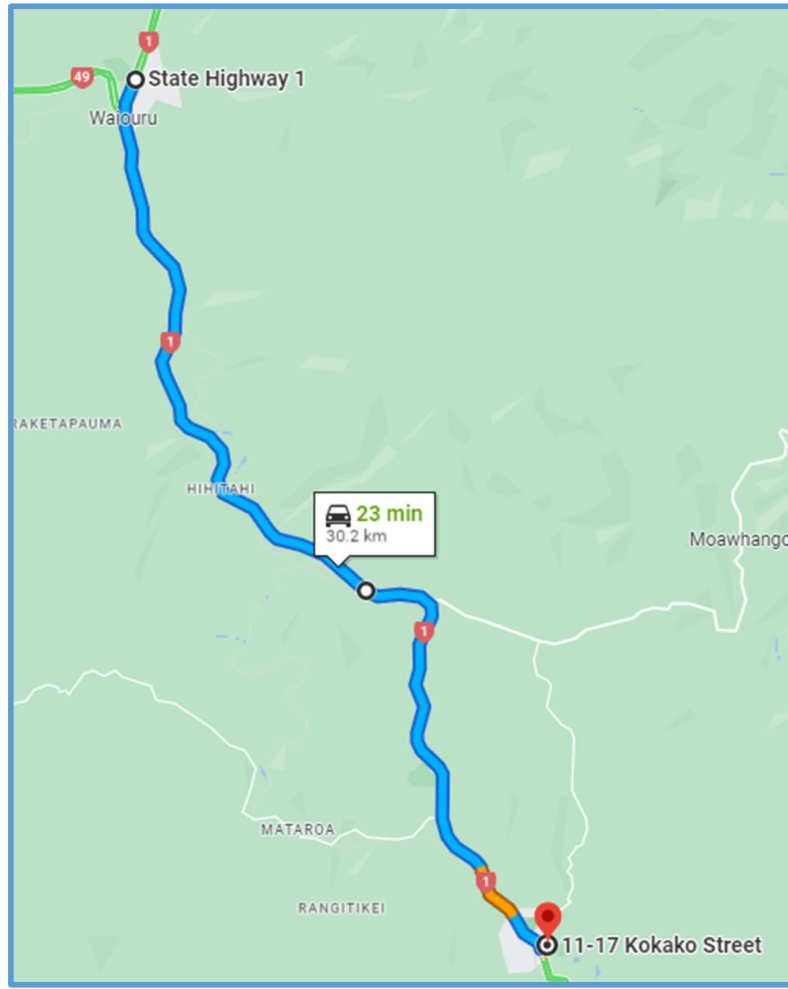 1
49
State Highway 1
Waiouru
1
RAKETAPAUMA
HIHITAHI
23 min
30.2 km
Moawhango
1
MATAROA
1
RANGITIKEI
11-17 Kokako Street